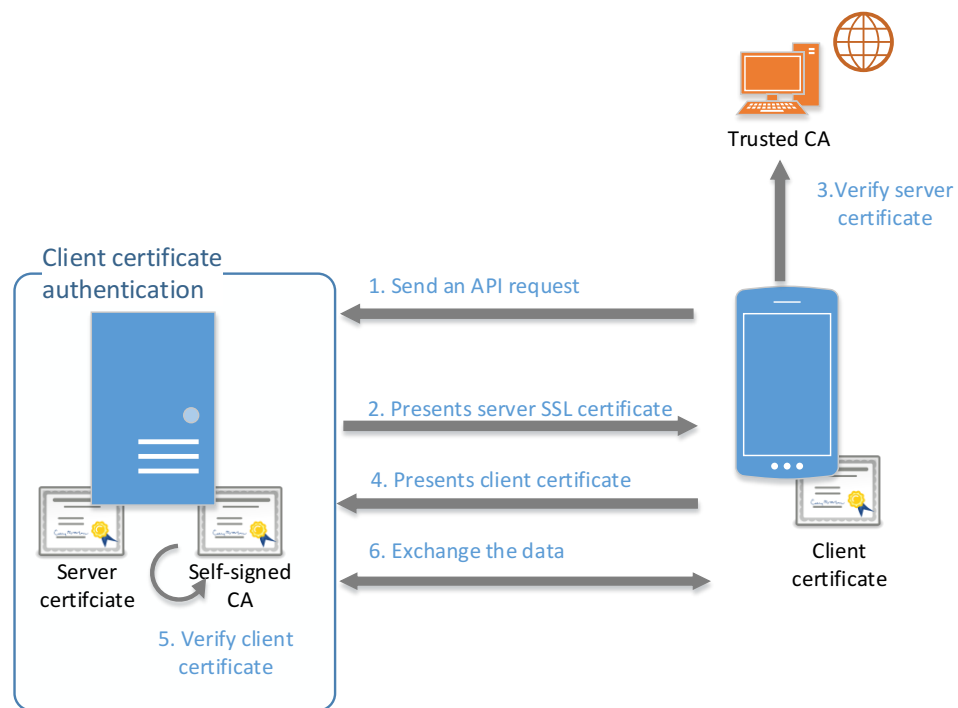 Trusted CA
3.Verify server
certificate
Client certificate
authentication
1. Send an API request
2. Presents server SSL certificate
4. Presents client certificate
6. Exchange the data
Server
certifciate
Self-signed
CA
5. Verify client
certificate
Client
certificate